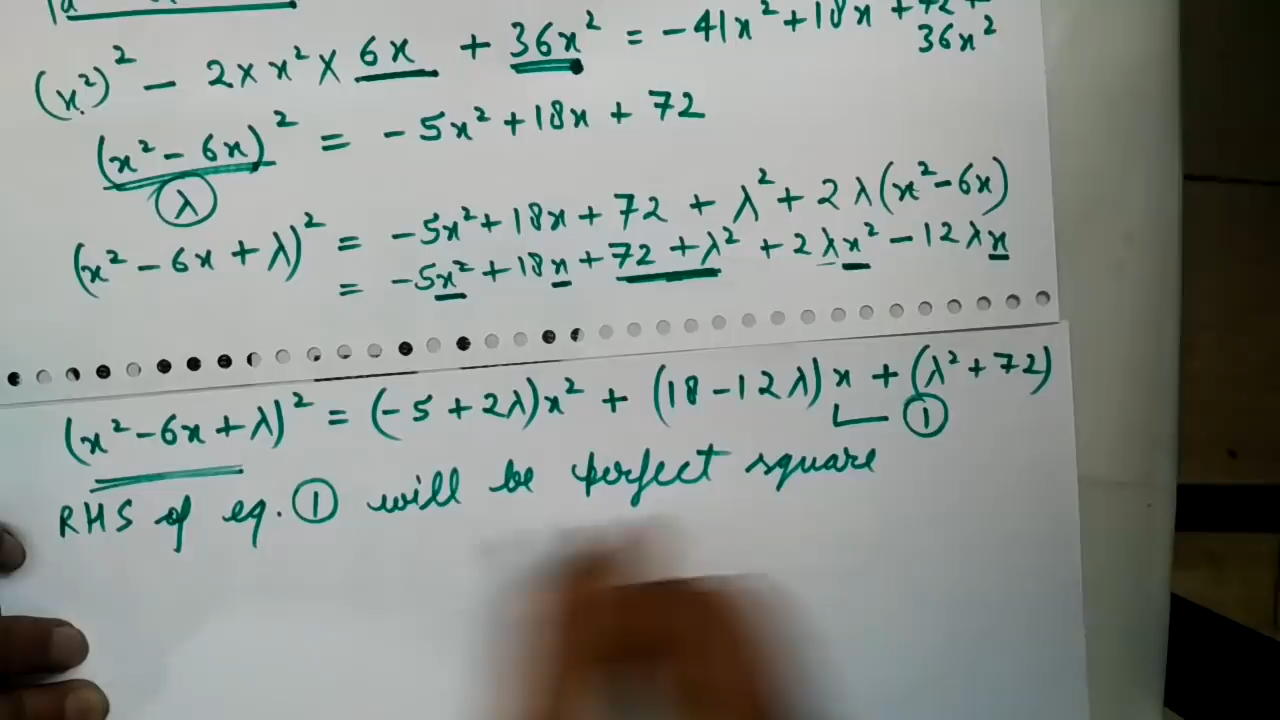 (x²)² − 2 × x² × 6x + 36x² = −41x² + 18x + 72 +
36x²
(x² − 6x)² = −5x² + 18x + 72
λ
(x² − 6x + λ)² = −5x² + 18x + 72 + λ² + 2λ(x² − 6x)
= −5x² + 18x + 72 + λ² + 2λx² − 12λx
(x² − 6x + λ)² = (−5 + 2λ)x² + (18 − 12λ)x + (λ² + 72)
①
RHS of eq. ① will be perfect square